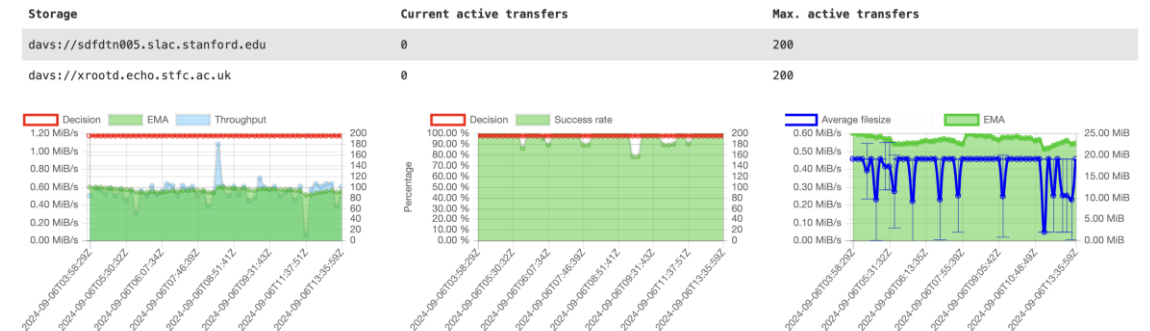 Storage Current active transfers Max. active transfers
davs://sdfdtn005.slac.stanford.edu 0 200
davs://xrootd.echo.stfc.ac.uk 0 200
Decision EMA Throughput
1.20 MiB/s 200
180
1.00 MiB/s 160
0.80 MiB/s 140
120
0.60 MiB/s 100
0.40 MiB/s 80
60
0.20 MiB/s 40
20
0.00 MiB/s 0
2024-09-06T03:58:29Z
2024-09-06T05:30:32Z
2024-09-06T06:07:34Z
2024-09-06T07:46:39Z
2024-09-06T08:51:41Z
2024-09-06T09:31:43Z
2024-09-06T11:37:51Z
2024-09-06T13:35:59Z
Decision Success rate
Percentage
100.00 % 200
90.00 % 180
80.00 % 160
70.00 % 140
60.00 % 120
50.00 % 100
40.00 % 80
30.00 % 60
20.00 % 40
10.00 % 20
0.00 % 0
2024-09-06T03:58:29Z
2024-09-06T05:30:32Z
2024-09-06T06:07:34Z
2024-09-06T07:46:39Z
2024-09-06T08:51:41Z
2024-09-06T09:31:43Z
2024-09-06T11:37:51Z
2024-09-06T13:35:59Z
Average filesize EMA
0.60 MiB/s 25.00 MiB
0.50 MiB/s 20.00 MiB
0.40 MiB/s 15.00 MiB
0.30 MiB/s
0.20 MiB/s 10.00 MiB
0.10 MiB/s 5.00 MiB
0.00 MiB/s 0.00 MiB
2024-09-06T03:58:29Z
2024-09-06T05:31:32Z
2024-09-06T06:13:35Z
2024-09-06T07:55:39Z
2024-09-06T09:05:42Z
2024-09-06T10:48:49Z
2024-09-06T13:35:59Z